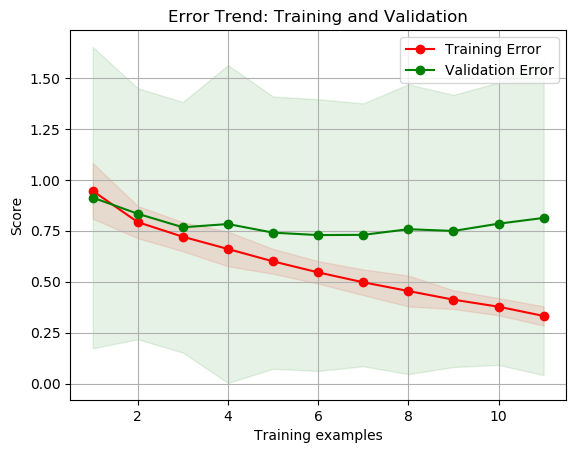 Error Trend: Training and Validation
Training Error
Validation Error
Score
1.50
1.25
1.00
0.75
0.50
0.25
0.00
2 4 6 8 10
Training examples